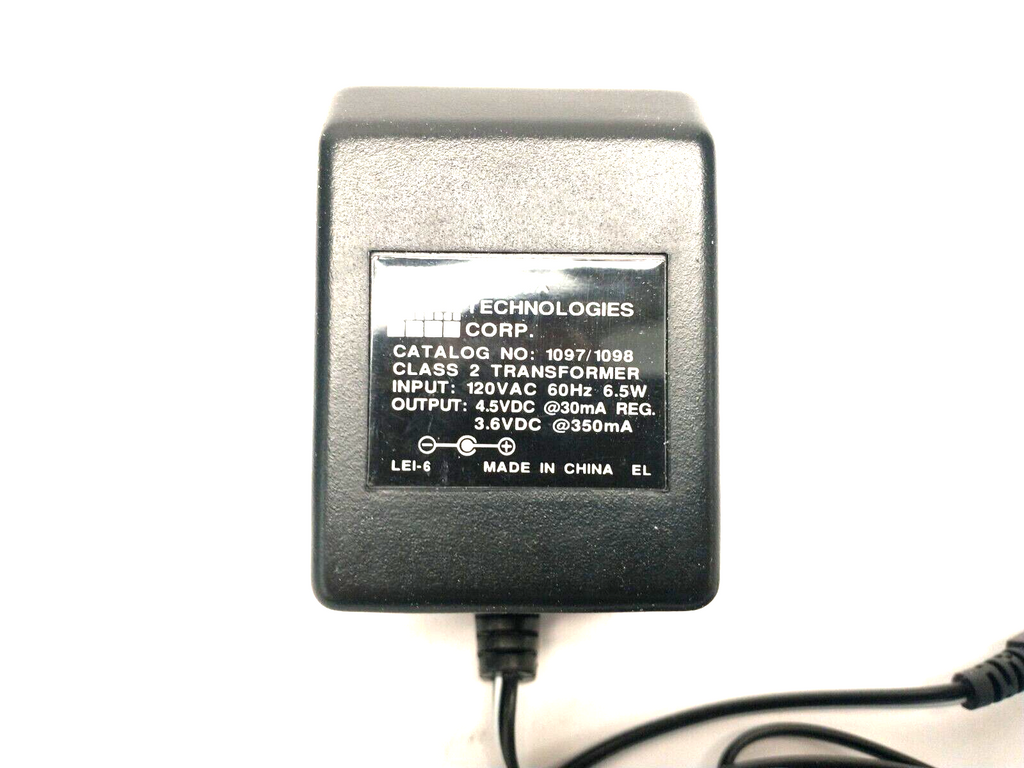 TECHNOLOGIES
CORP.
CATALOG NO: 1097/1098
CLASS 2 TRANSFORMER
INPUT: 120VAC 60Hz 6.5W
OUTPUT: 4.5VDC @30mA REG.
3.6VDC @350mA
LEI-6 MADE IN CHINA EL